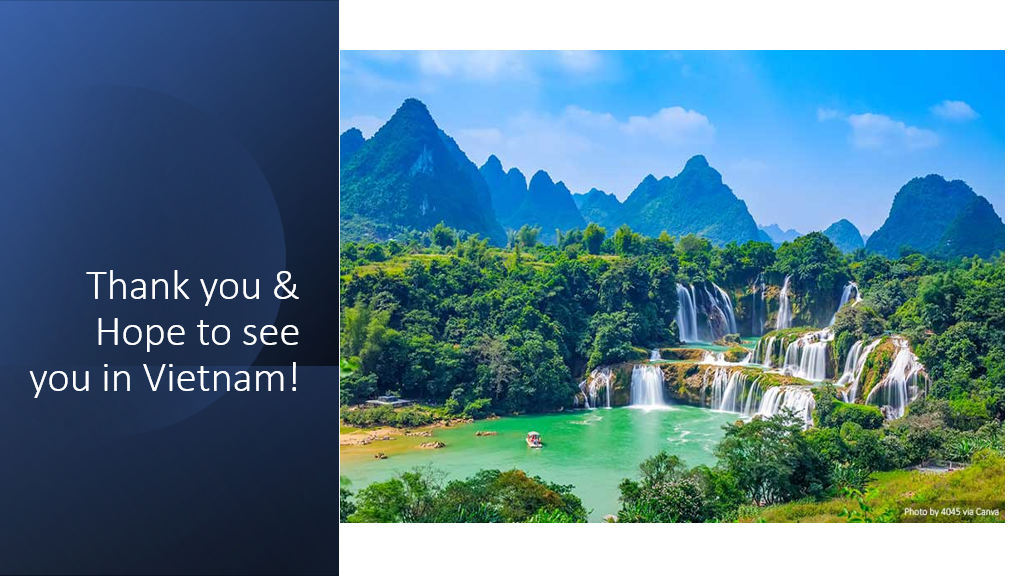 Thank you &
Hope to see
you in Vietnam!
Photo by 4045 via Canva